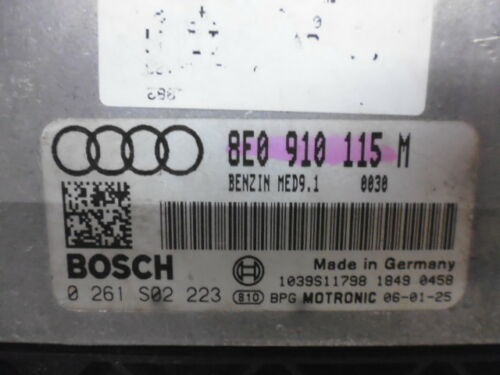 8E0 910 115 M
BENZIN MED9.1 0030
BOSCH
Made in Germany
1039S11798 1849 0458
0 261 S02 223 810 BPG MOTRONIC 06-01-25